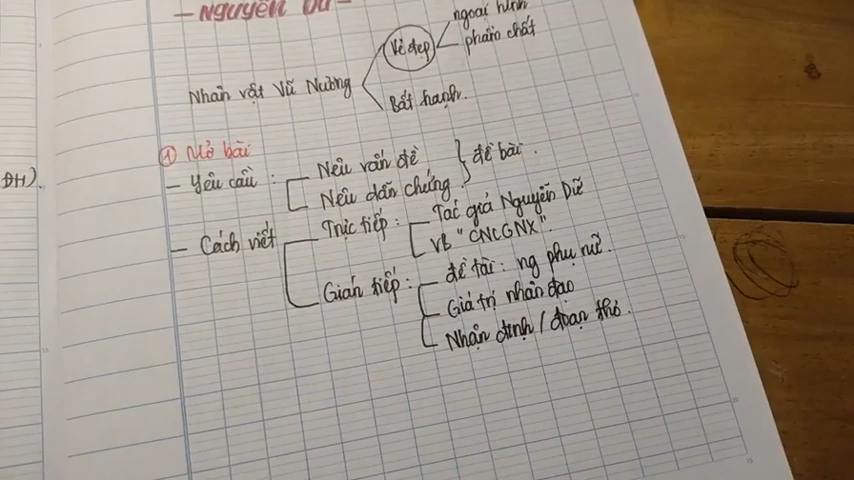 - Nguyễn Dữ -
ngoại hình
Vẻ đẹp
phẩm chất
Nhân vật Vũ Nương
Bất hạnh.
① Mở bài
ĐH).
- Yêu cầu : Nêu vấn đề
Nêu dẫn chứng } đề bài.
- Cách viết Trực tiếp : Tác giả Nguyễn Dữ
VB "CNCGNX".
Gián tiếp : đề tài : ng phụ nữ.
Giá trị nhân đạo
Nhận định / đoạn thơ.